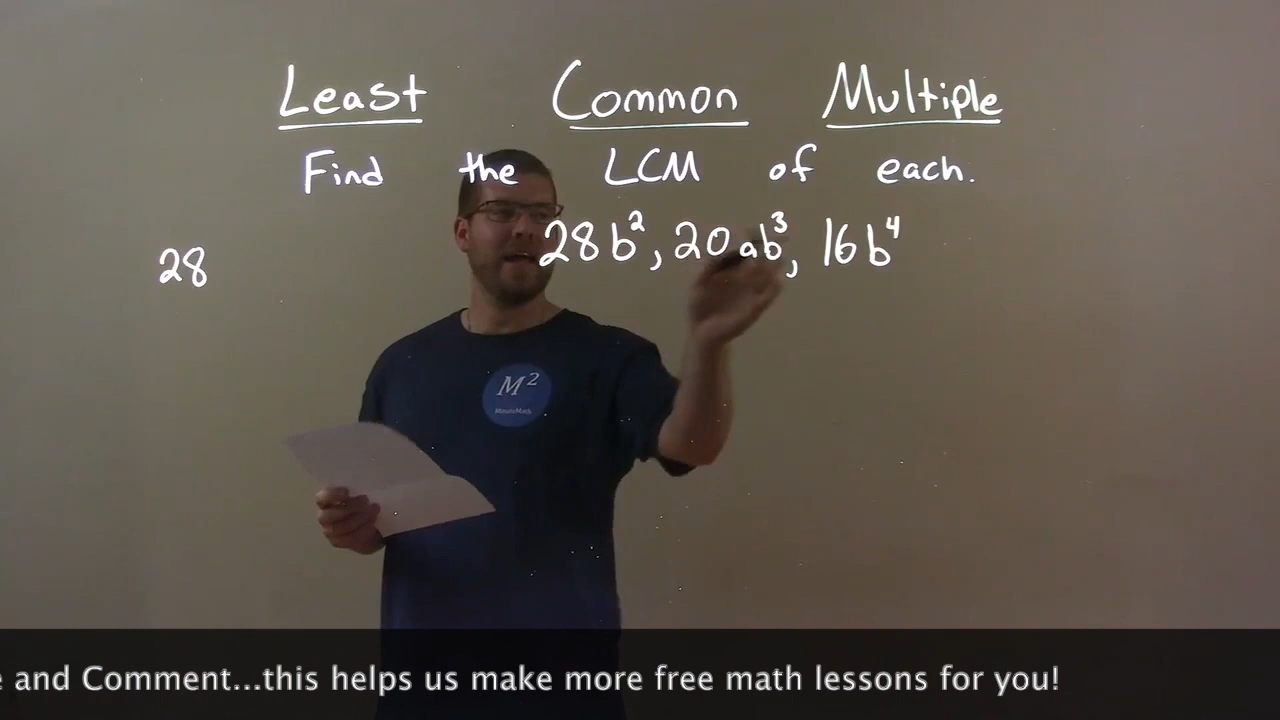 Least Common Multiple
Find the LCM of each.
28b², 20ab³, 16b⁴
28
M²
MinuteMath
e and Comment...this helps us make more free math lessons for you!